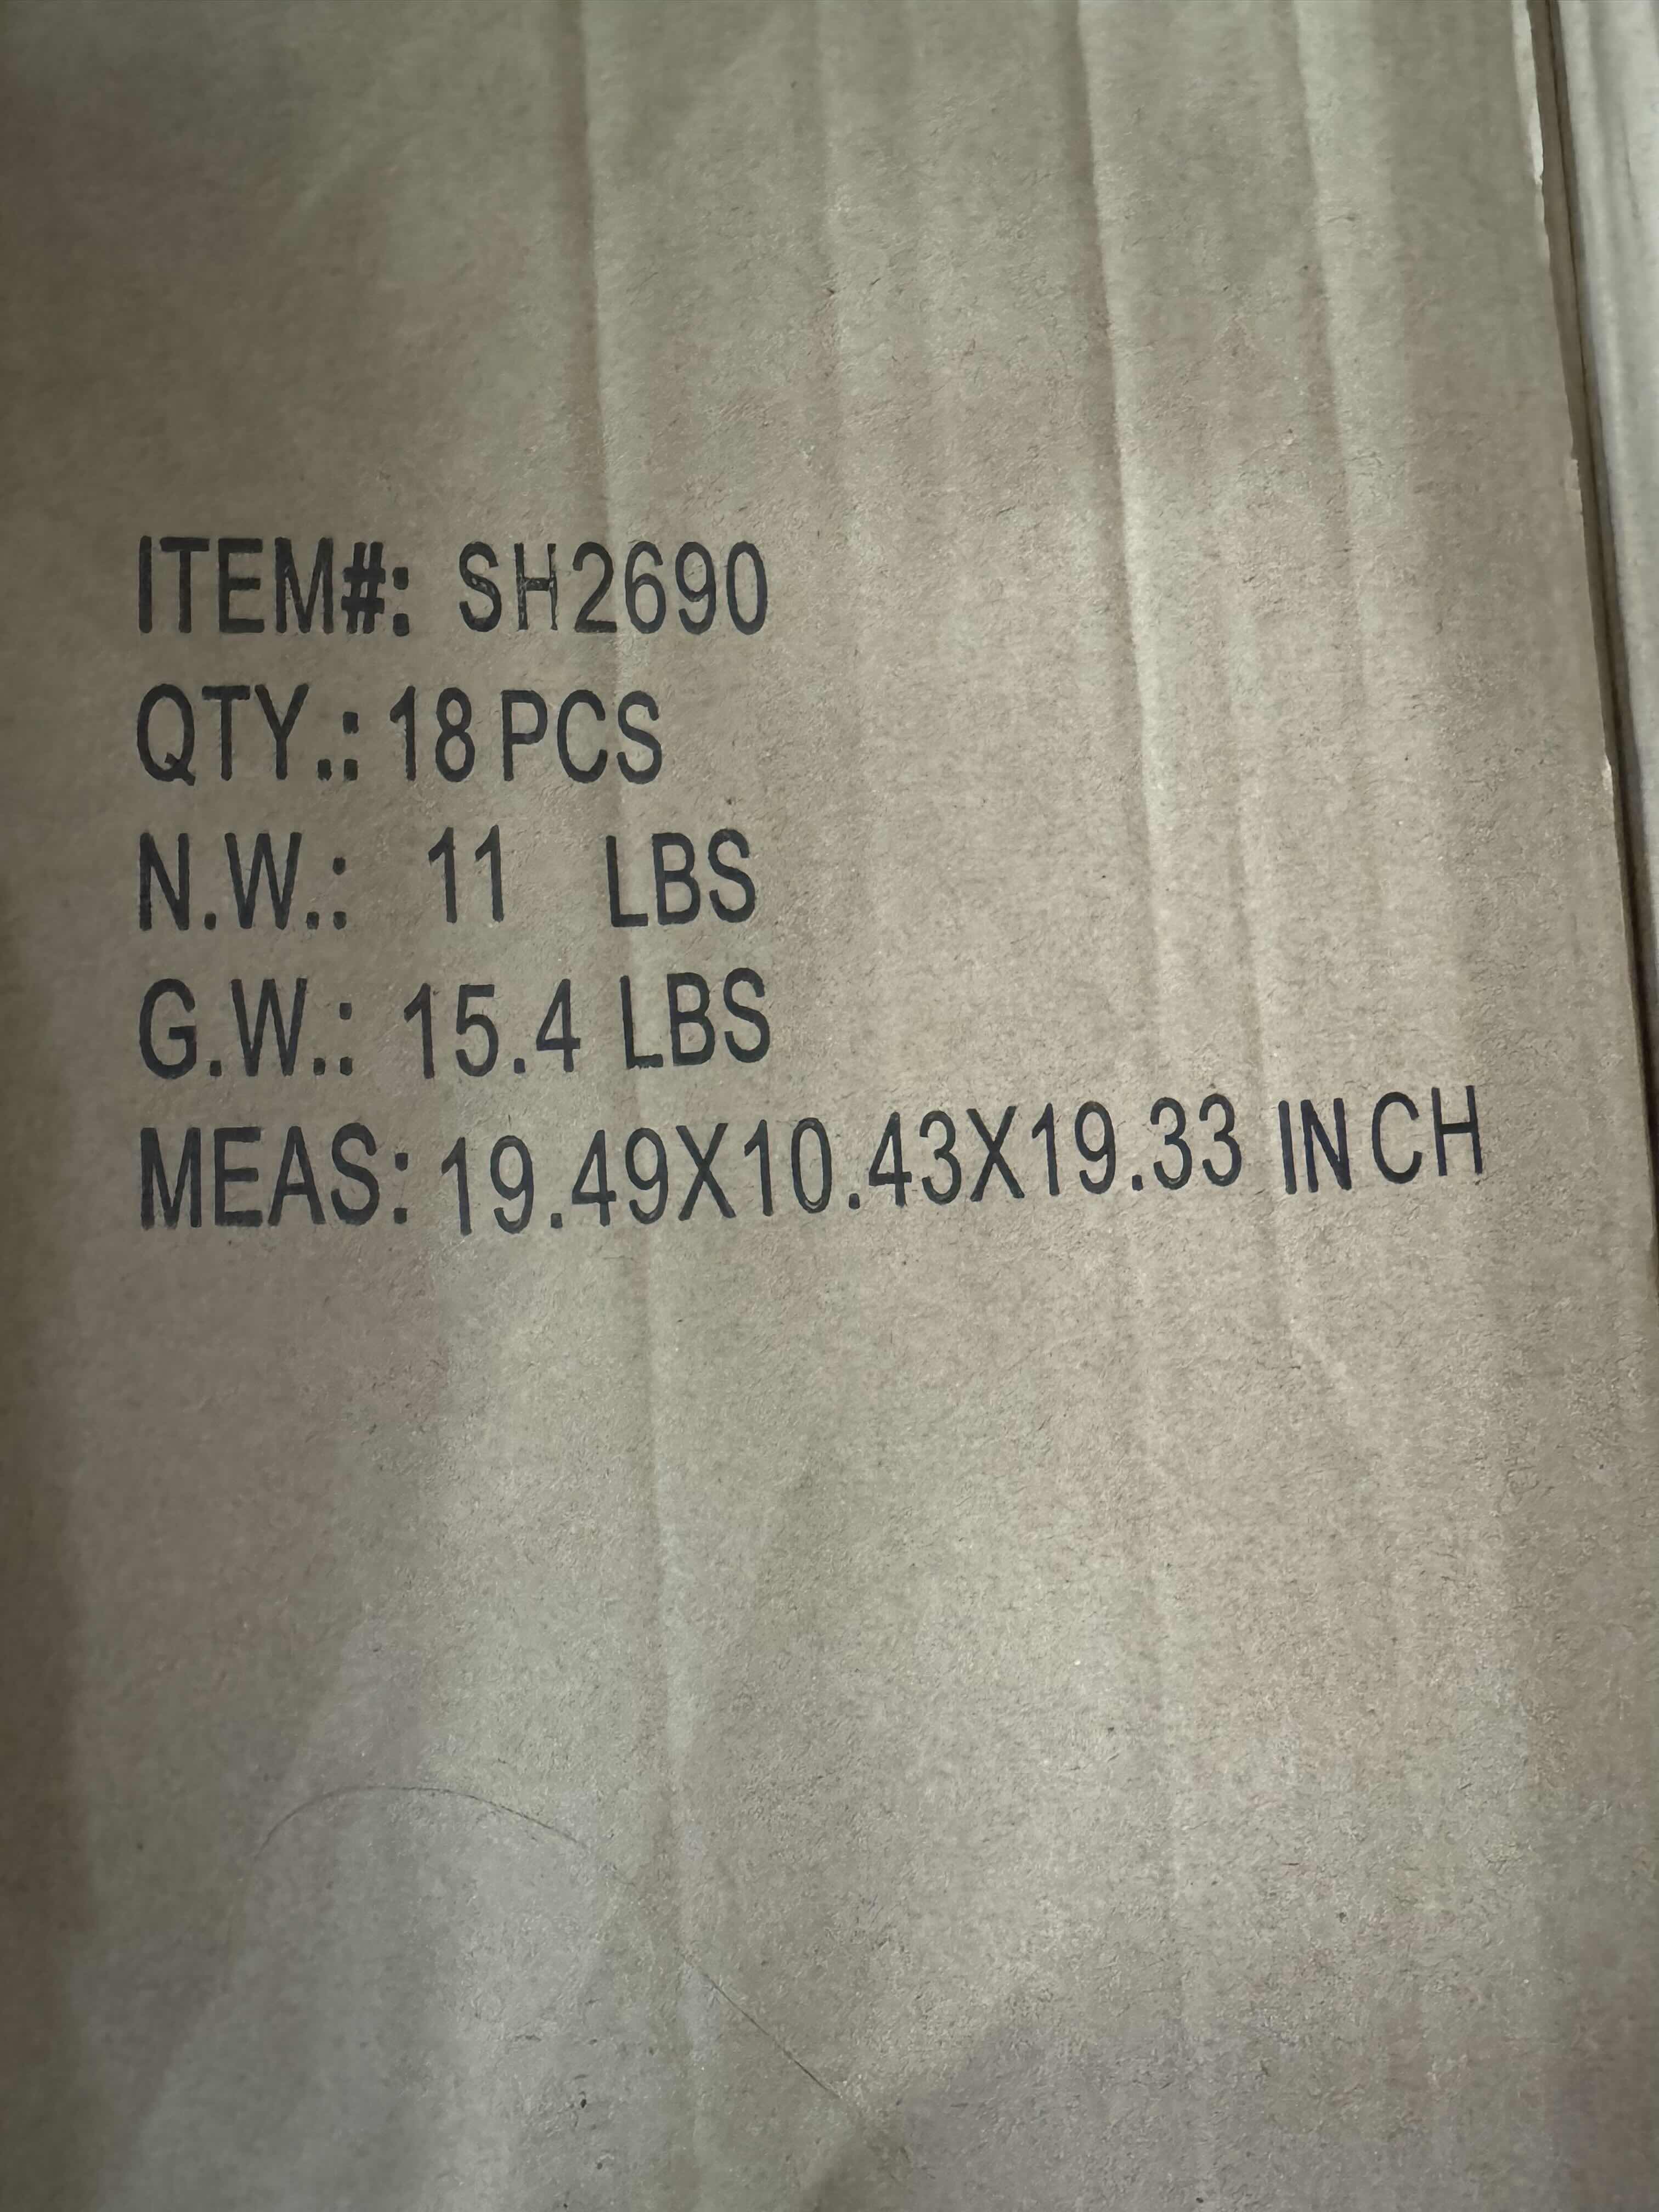 ITEM#: SH2690
QTY.: 18 PCS
N.W.: 11 LBS
G.W.: 15.4 LBS
MEAS: 19.49X10.43X19.33 INCH